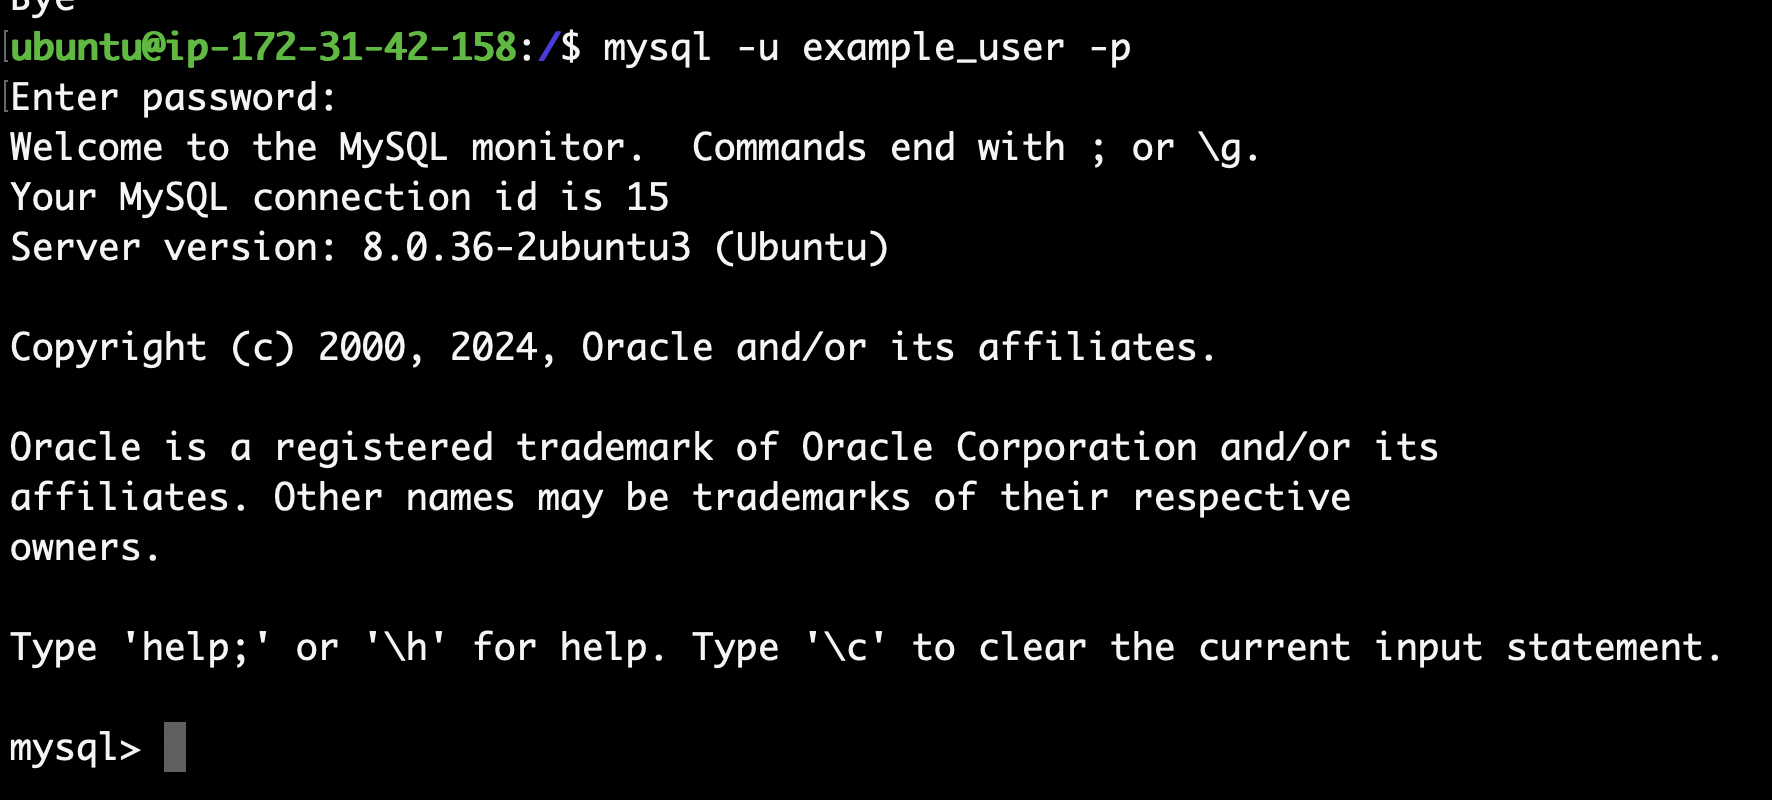 Bye
ubuntu@ip-172-31-42-158:/$ mysql -u example_user -p
Enter password:
Welcome to the MySQL monitor.  Commands end with ; or \g.
Your MySQL connection id is 15
Server version: 8.0.36-2ubuntu3 (Ubuntu)

Copyright (c) 2000, 2024, Oracle and/or its affiliates.

Oracle is a registered trademark of Oracle Corporation and/or its
affiliates. Other names may be trademarks of their respective
owners.

Type 'help;' or '\h' for help. Type '\c' to clear the current input statement.

mysql>